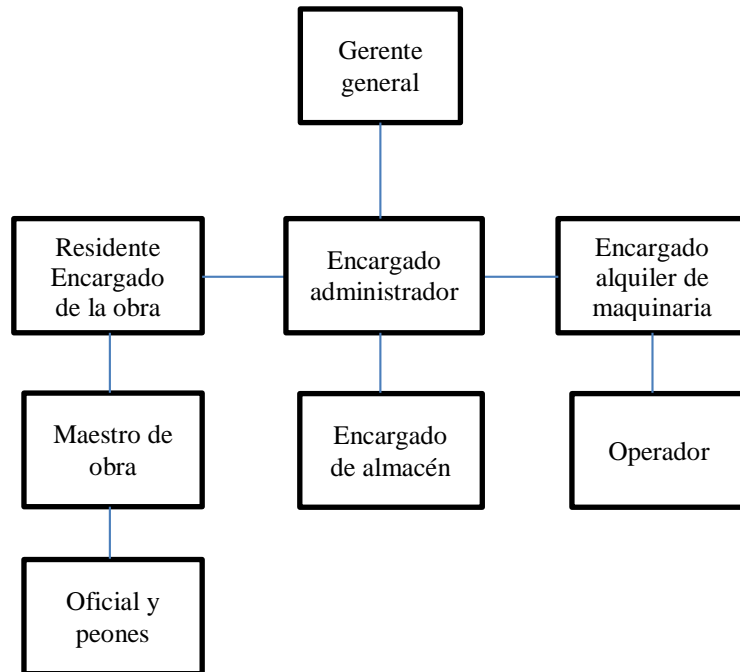 Gerente
general
Residente
Encargado
de la obra
Encargado
administrador
Encargado
alquiler de
maquinaria
Maestro de
obra
Encargado
de almacén
Operador
Oficial y
peones